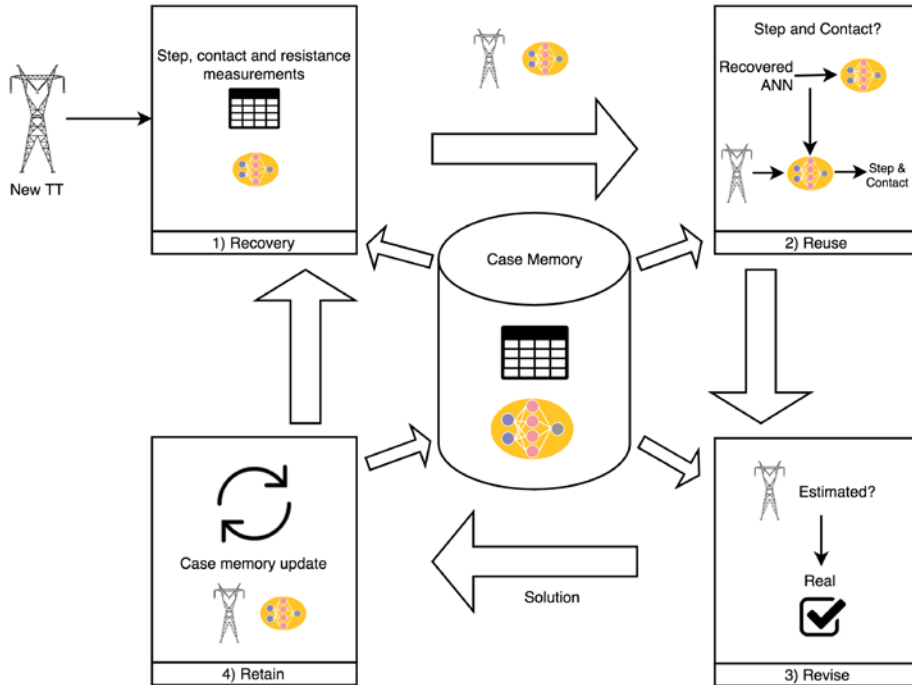 New TT
Step, contact and resistance
measurements
1) Recovery
Step and Contact?
Recovered
ANN
Step &
Contact
2) Reuse
Case Memory
Estimated?
Real
3) Revise
Solution
Case memory update
4) Retain